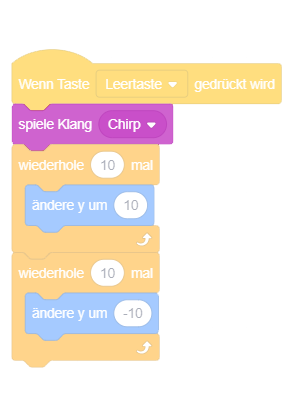 Wenn Taste Leertaste gedrückt wird
spiele Klang Chirp
wiederhole 10 mal
ändere y um 10
wiederhole 10 mal
ändere y um -10